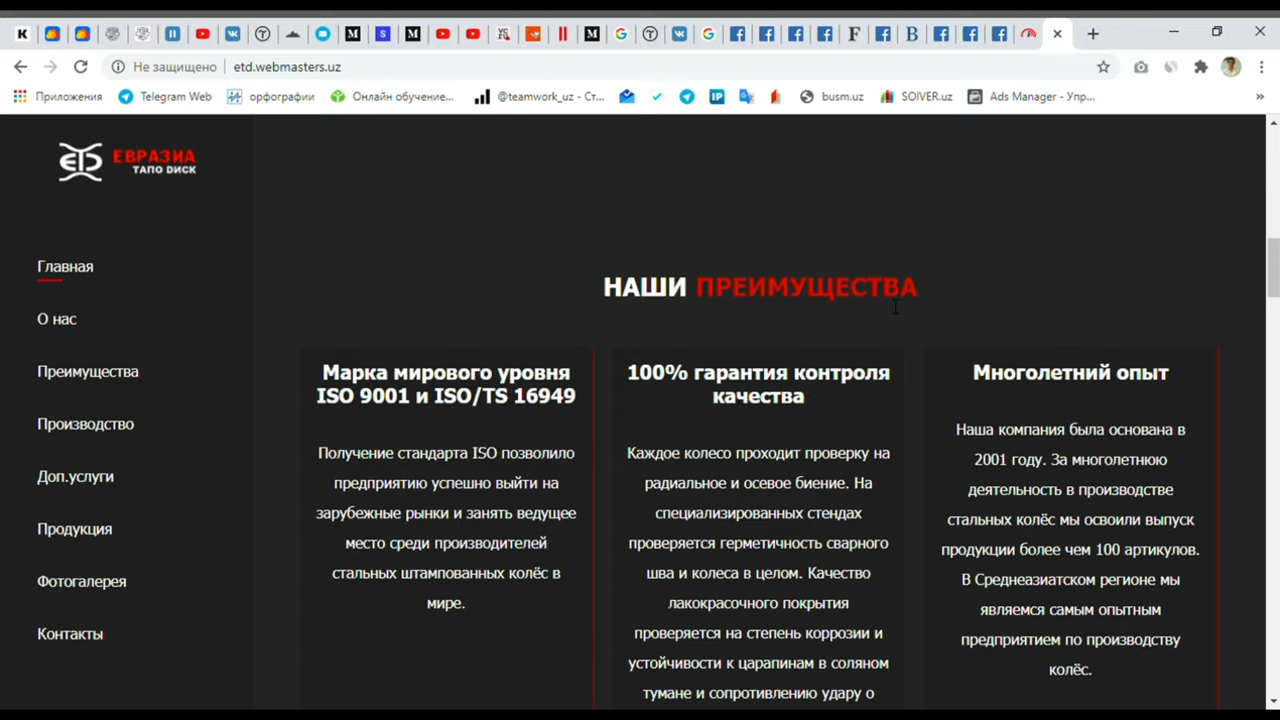 Не защищено
etd.webmasters.uz
Приложения
Telegram Web
орфографии
Онлайн обучение...
@teamwork_uz - Ст...
busm.uz
SOIVER.uz
Ads Manager - Упр...
ЕВРАЗИА
ТАПО DИСК
Главная
О нас
Преимущества
Производство
Доп.услуги
Продукция
Фотогалерея
Контакты
НАШИ ПРЕИМУЩЕСТВА
Марка мирового уровня
ISO 9001 и ISO/TS 16949
Получение стандарта ISO позволило
предприятию успешно выйти на
зарубежные рынки и занять ведущее
место среди производителей
стальных штампованных колёс в
мире.
100% гарантия контроля
качества
Каждое колесо проходит проверку на
радиальное и осевое биение. На
специализированных стендах
проверяется герметичность сварного
шва и колеса в целом. Качество
лакокрасочного покрытия
проверяется на степень коррозии и
устойчивости к царапинам в соляном
тумане и сопротивлению удару о
Многолетний опыт
Наша компания была основана в
2001 году. За многолетнюю
деятельность в производстве
стальных колёс мы освоили выпуск
продукции более чем 100 артикулов.
В Среднеазиатском регионе мы
являемся самым опытным
предприятием по производству
колёс.